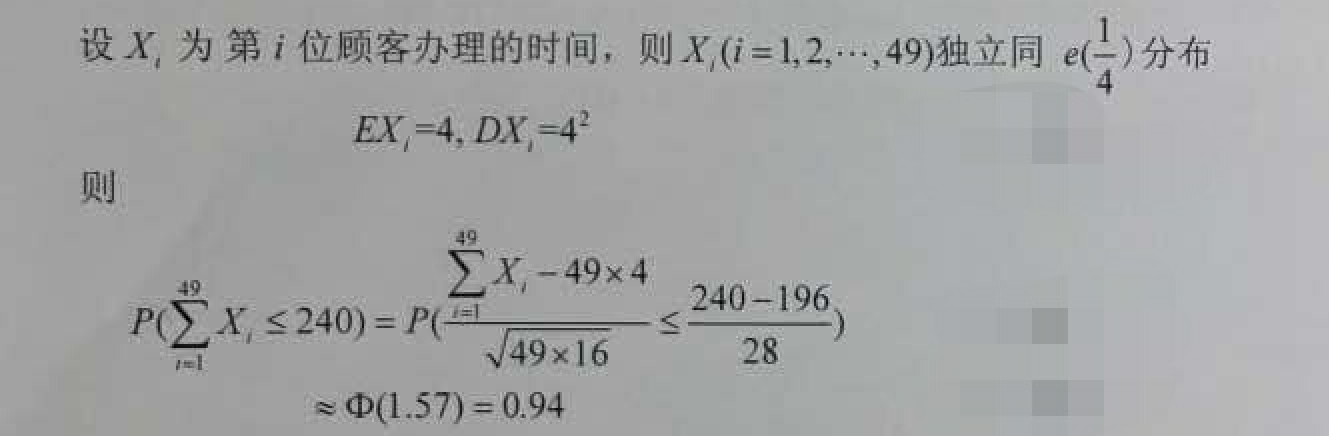 设 X_i 为 第 i 位顾客办理的时间，则 X_i(i=1,2,⋯,49)独立同 e(1/4)分布
EX_i=4, DX_i=4²
则
P(∑_{i=1}^{49} X_i ≤ 240) = P((∑_{i=1}^{49} X_i − 49×4)/√(49×16) ≤ (240−196)/28)
≈ Φ(1.57) = 0.94